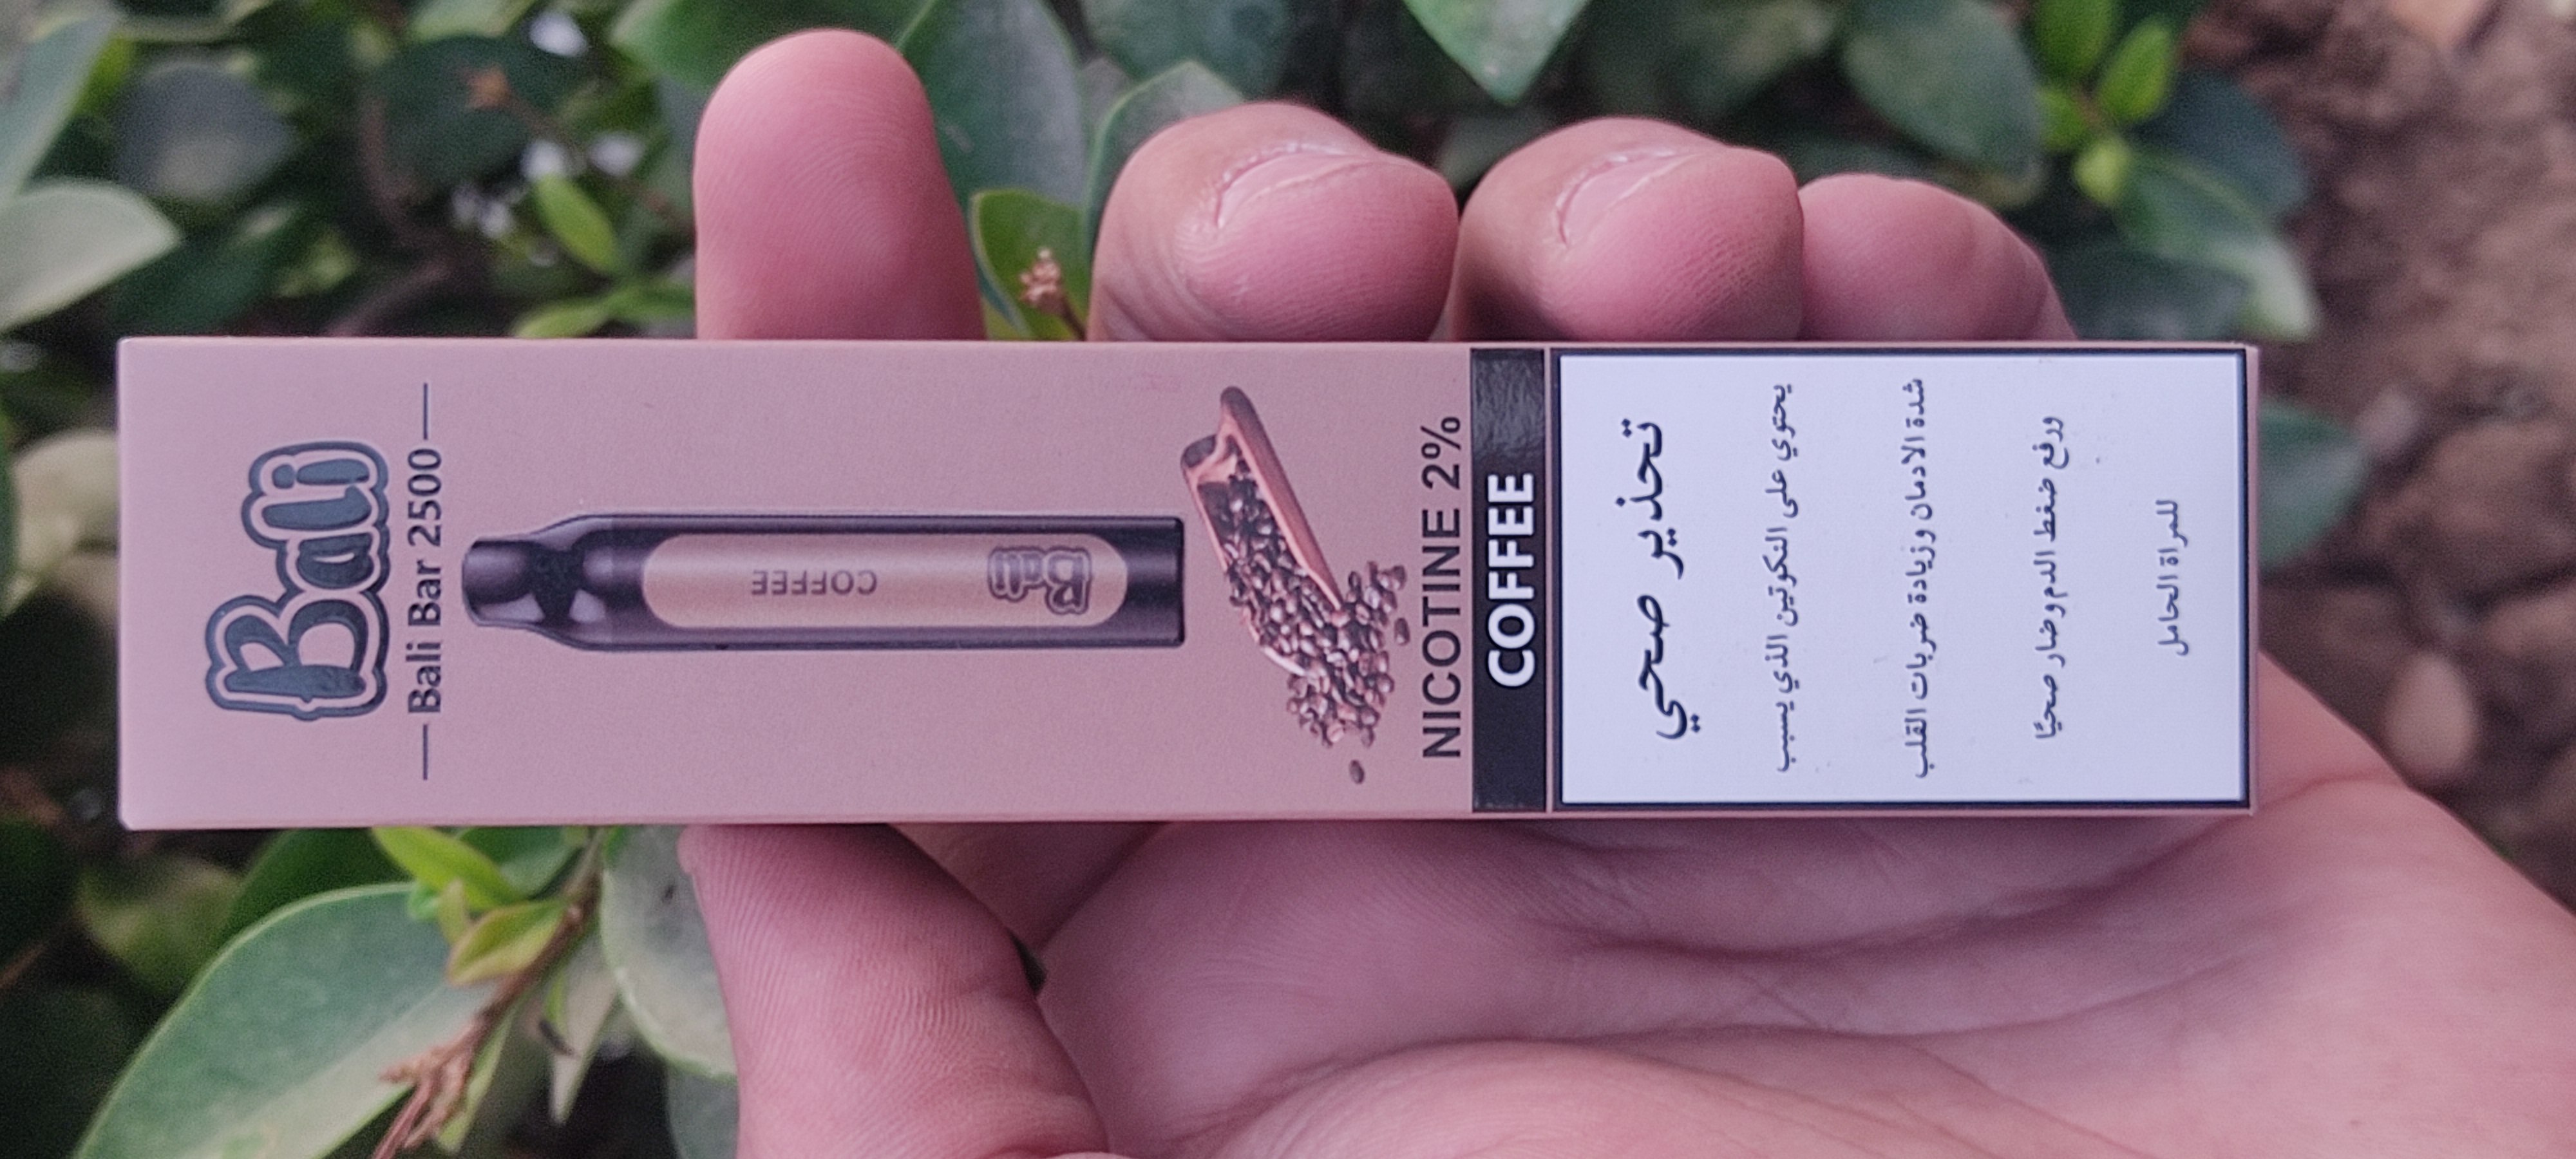 Bali
Bali Bar 2500
COFFEE
Bali
NICOTINE 2%
COFFEE
تحذير صحي
يحتوي على النكوتين الذي يسبب
شدة الادمان وزيادة ضربات القلب
ورفع ضغط الدم وضار صحيًا
للمراة الحامل